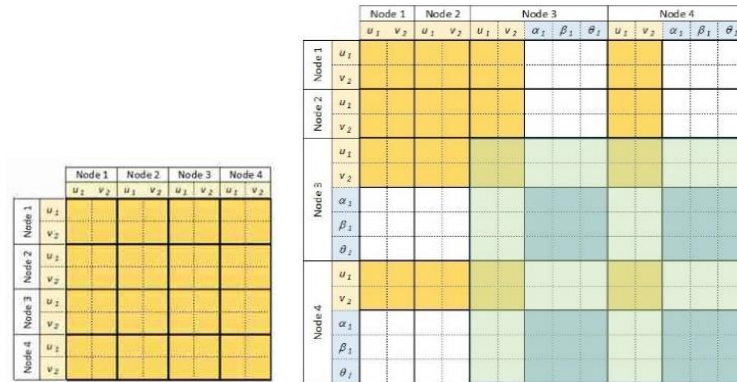 Node 1 Node 2 Node 3 Node 4
u₁ v₂ u₁ v₂ u₁ v₂ α₁ β₁ θ₁ u₁ v₂ α₁ β₁ θ₁
Node 1
u₁
v₂
Node 2
u₁
v₂
Node 3
u₁
v₂
α₁
β₁
θ₁
Node 4
u₁
v₂
α₁
β₁
θ₁
Node 1 Node 2 Node 3 Node 4
u₁ v₂ u₁ v₂ u₁ v₂ u₁ v₂
Node 1
u₁
v₂
Node 2
u₁
v₂
Node 3
u₁
v₂
Node 4
u₁
v₂